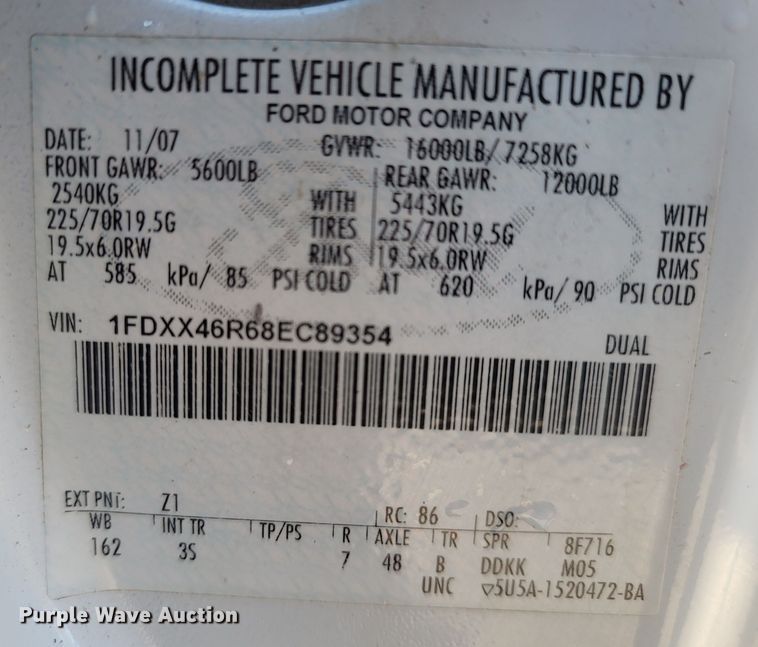 INCOMPLETE VEHICLE MANUFACTURED BY
FORD MOTOR COMPANY
DATE: 11/07 GVWR: 16000LB/ 7258KG
FRONT GAWR: 5600LB REAR GAWR: 12000LB
2540KG WITH 5443KG WITH
225/70R19.5G TIRES 225/70R19.5G TIRES
19.5x6.0RW RIMS 19.5x6.0RW RIMS
AT 585 kPa/ 85 PSI COLD AT 620 kPa/ 90 PSI COLD
VIN: 1FDXX46R68EC89354 DUAL
EXT PNT: Z1 RC: 86 DSO:
WB INT TR TP/PS R AXLE TR SPR 8F716
162 3S 7 48 B DDKK M05
UNC ▽5U5A-1520472-BA
Purple Wave Auction